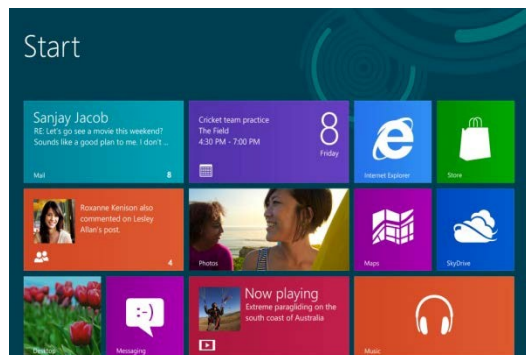 Start
Sanjay Jacob
RE: Let's go see a movie this weekend?
Sounds like a good plan to me. I don't ...
Mail
8
Cricket team practice
The Field
4:30 PM - 7:00 PM
8
Friday
Internet Explorer
Store
Roxanne Kenison also
commented on Lesley
Allan's post.
4
Photos
Maps
SkyDrive
Desktop
:-)
Messaging
Now playing
Extreme paragliding on the
south coast of Australia
Music